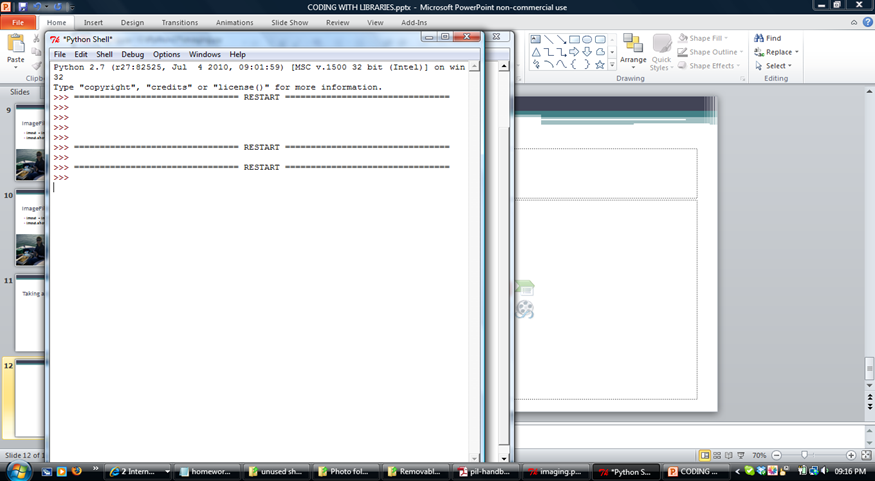 CODING WITH LIBRARIES.pptx - Microsoft PowerPoint non-commercial use
File Home Insert Design Transitions Animations Slide Show Review View Add-Ins
Paste
Arrange
Quick
Styles
Shape Fill
Shape Outline
Shape Effects
Find
Replace
Select
Clipb
Drawing
Editing
*Python Shell*
File Edit Shell Debug Options Windows Help
Python 2.7 (r27:82525, Jul 4 2010, 09:01:59) [MSC v.1500 32 bit (Intel)] on win
32
Type "copyright", "credits" or "license()" for more information.
>>> ================================ RESTART ================================
>>>
>>>
>>>
>>>
>>> ================================ RESTART ================================
>>>
>>> ================================ RESTART ================================
>>>
Slides
9
ImageFi
10
ImageFil
11
Taking a
12
Slide 12 of 1
70%
2 Intern...
homewor...
unused sh...
Photo fol...
Removabl...
pil-handb...
imaging.p...
*Python S...
CODING ...
09:16 PM